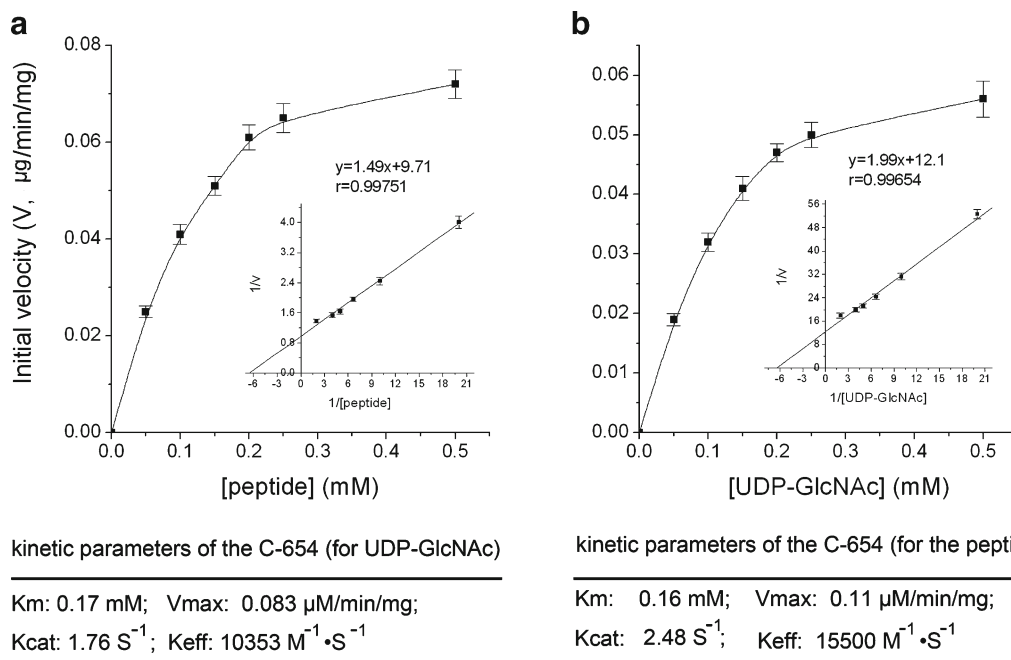 a
Initial velocity (V, µg/min/mg)
0.08
0.06
0.04
0.02
0.00
0.0 0.1 0.2 0.3 0.4 0.5
[peptide] (mM)
y=1.49x+9.71
r=0.99751
1/v
4.0
3.2
2.4
1.6
0.8
0.0
-6 -3 0 3 6 9 12 15 18 21
1/[peptide]
b
0.06
0.05
0.04
0.03
0.02
0.01
0.00
0.0 0.1 0.2 0.3 0.4 0.5
[UDP-GlcNAc] (mM)
y=1.99x+12.1
r=0.99654
1/v
56
48
40
32
24
16
8
0
-6 -3 0 3 6 9 12 15 18 21
1/[UDP-GlcNAc]
kinetic parameters of the C-654 (for UDP-GlcNAc)
Km: 0.17 mM; Vmax: 0.083 µM/min/mg;
Kcat: 1.76 S⁻¹; Keff: 10353 M⁻¹•S⁻¹
kinetic parameters of the C-654 (for the pepti
Km: 0.16 mM; Vmax: 0.11 µM/min/mg;
Kcat: 2.48 S⁻¹; Keff: 15500 M⁻¹•S⁻¹